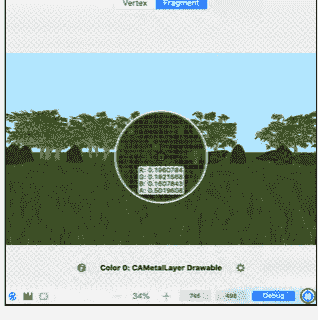 Vertex Fragment
R: 0.1960784
G: 0.1921568
B: 0.1607843
A: 0.5019608
Color 0: CAMetalLayer Drawable
34%
Debug